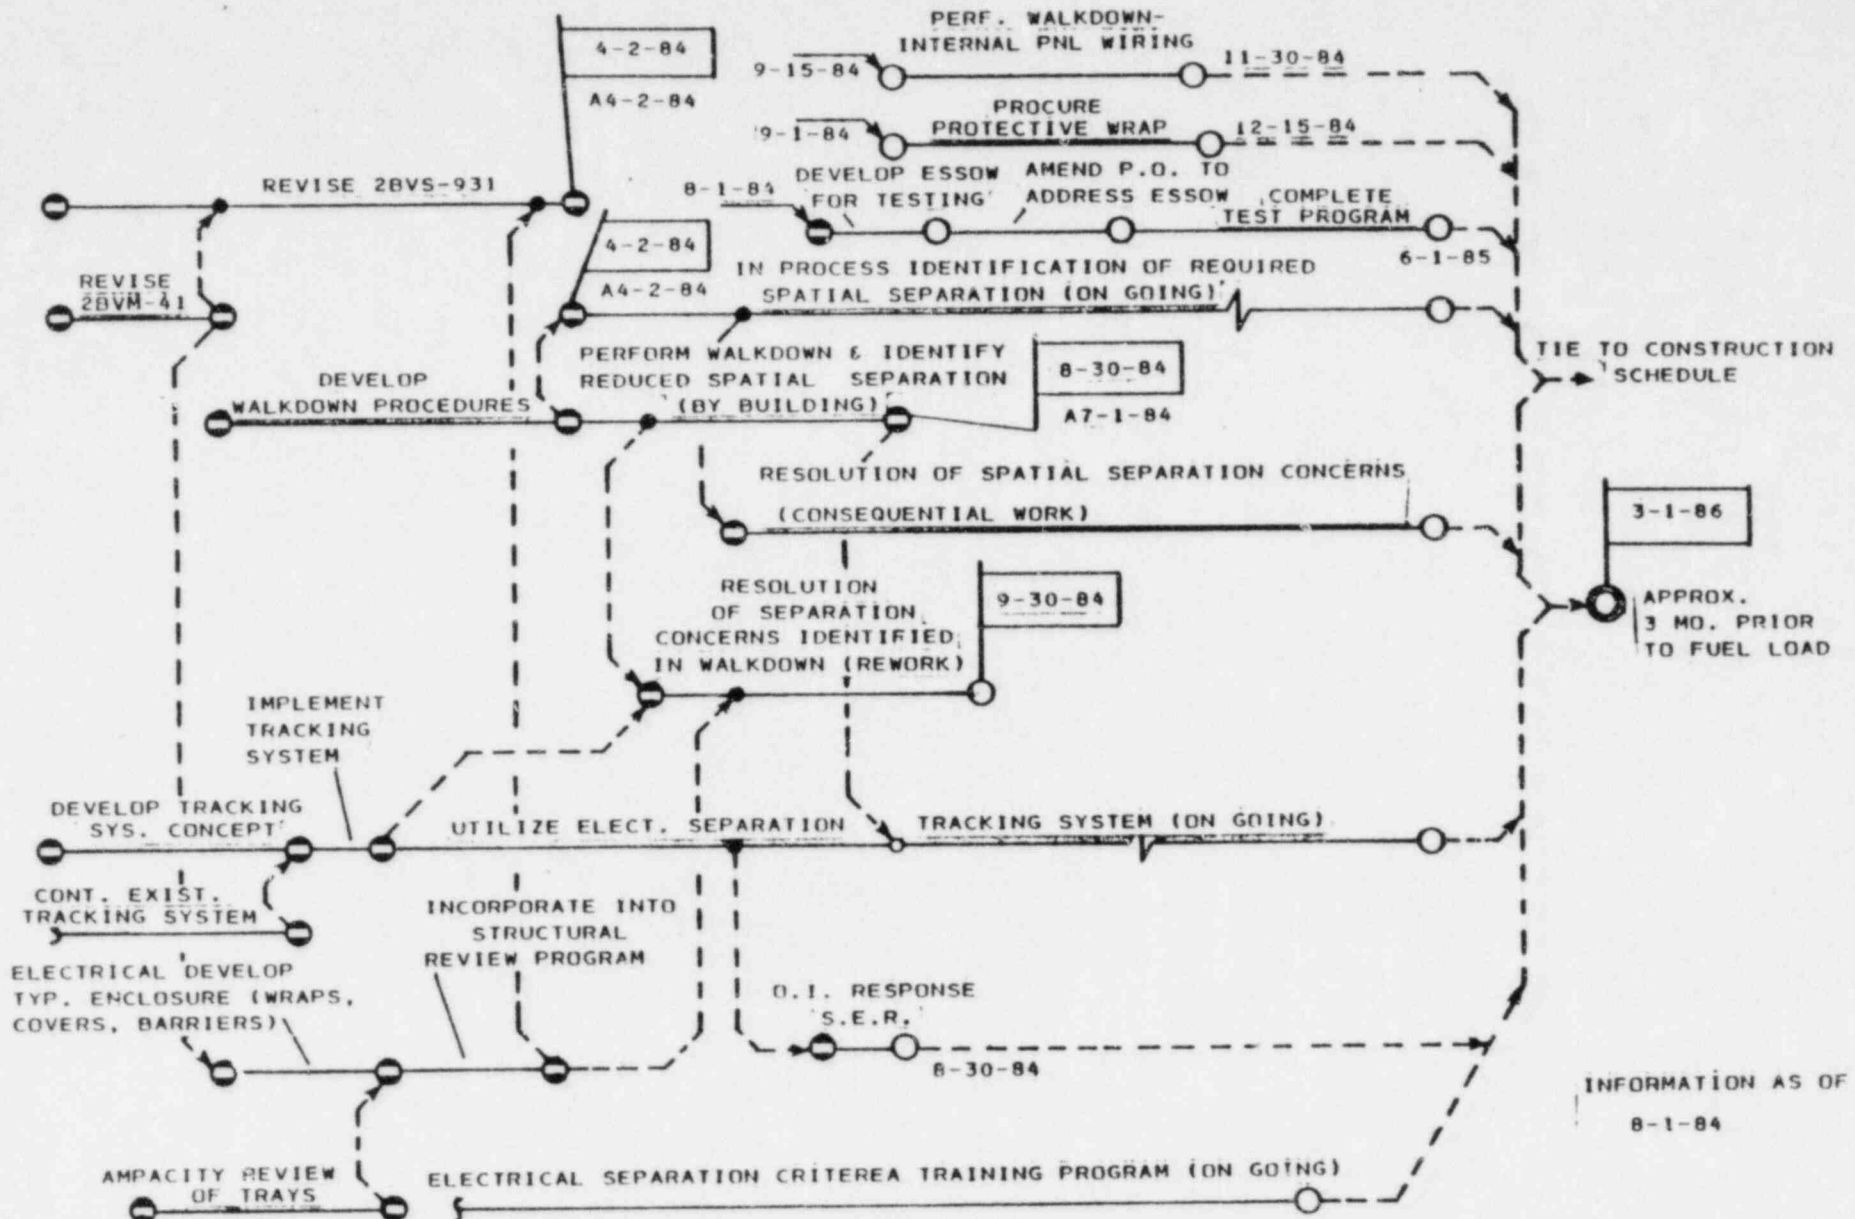 PERF. WALKDOWN-
INTERNAL PNL WIRING
4-2-84
A4-2-84
9-15-84
11-30-84
PROCURE
PROTECTIVE WRAP
9-1-84
12-15-84
REVISE 2BVS-931
8-1-84
DEVELOP ESSOW
FOR TESTING
AMEND P.O. TO
ADDRESS ESSOW
COMPLETE
TEST PROGRAM
6-1-85
4-2-84
A4-2-84
REVISE
2BVM-41
IN PROCESS IDENTIFICATION OF REQUIRED
SPATIAL SEPARATION (ON GOING)
TIE TO CONSTRUCTION
SCHEDULE
DEVELOP
WALKDOWN PROCEDURES
PERFORM WALKDOWN & IDENTIFY
REDUCED SPATIAL SEPARATION
(BY BUILDING)
8-30-84
A7-1-84
RESOLUTION OF SPATIAL SEPARATION CONCERNS
(CONSEQUENTIAL WORK)
3-1-86
APPROX.
3 MO. PRIOR
TO FUEL LOAD
RESOLUTION
OF SEPARATION
CONCERNS IDENTIFIED
IN WALKDOWN (REWORK)
9-30-84
IMPLEMENT
TRACKING
SYSTEM
DEVELOP TRACKING
SYS. CONCEPT
UTILIZE ELECT. SEPARATION
TRACKING SYSTEM (ON GOING)
CONT. EXIST.
TRACKING SYSTEM
INCORPORATE INTO
STRUCTURAL
REVIEW PROGRAM
ELECTRICAL DEVELOP
TYP. ENCLOSURE (WRAPS,
COVERS, BARRIERS)
O.I. RESPONSE
S.E.R.
8-30-84
INFORMATION AS OF
8-1-84
AMPACITY REVIEW
OF TRAYS
ELECTRICAL SEPARATION CRITEREA TRAINING PROGRAM (ON GOING)